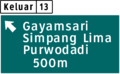 Keluar 13
Gayamsari
Simpang Lima
Purwodadi
500m